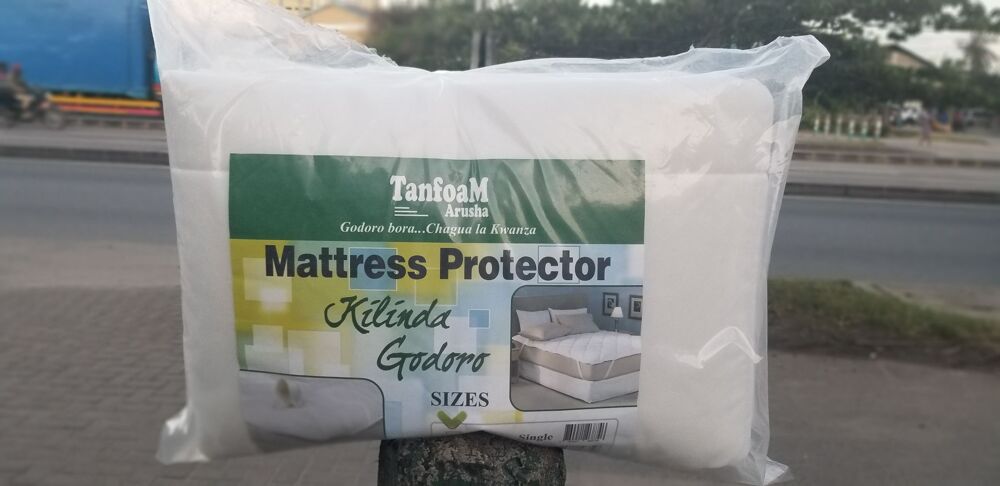 TanfoaM
Arusha
Godoro bora...Chagua la Kwanza
Mattress Protector
Kilinda
Godoro
SIZES
Single